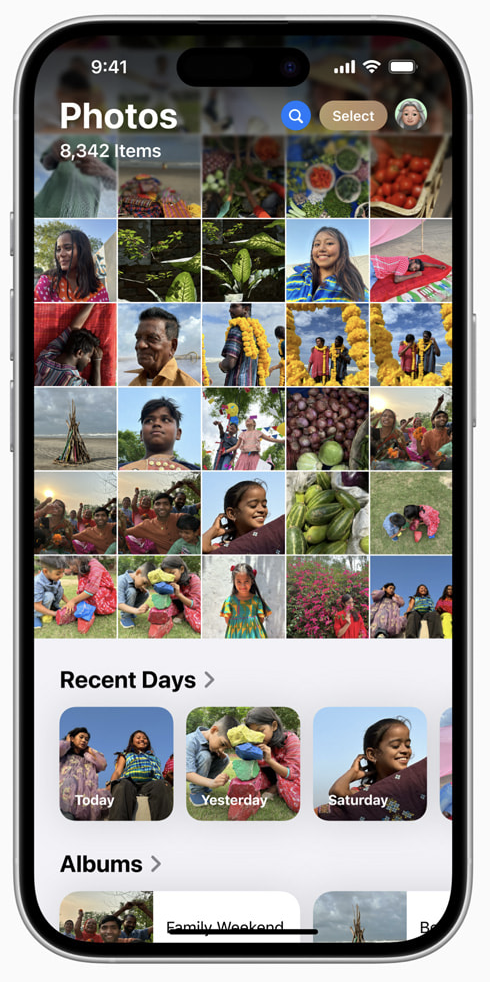 9:41
Photos
Select
8,342 Items
Recent Days
Today
Yesterday
Saturday
Albums
Family Weekend